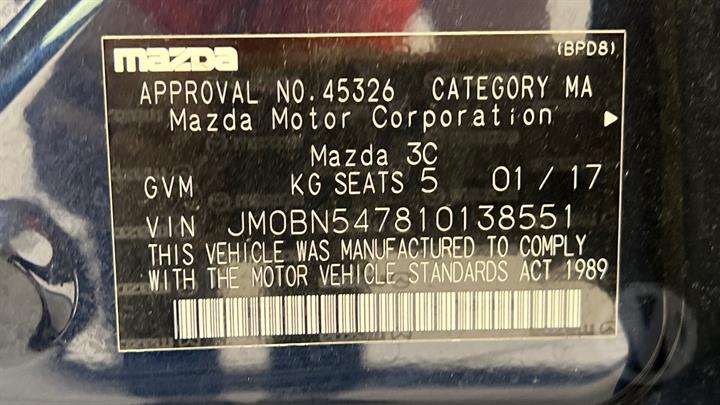 mazda (BPD8)
APPROVAL NO.45326 CATEGORY MA
Mazda Motor Corporation
Mazda 3C
GVM KG SEATS 5 01/17
VIN JM0BN547810138551
THIS VEHICLE WAS MANUFACTURED TO COMPLY
WITH THE MOTOR VEHICLE STANDARDS ACT 1989